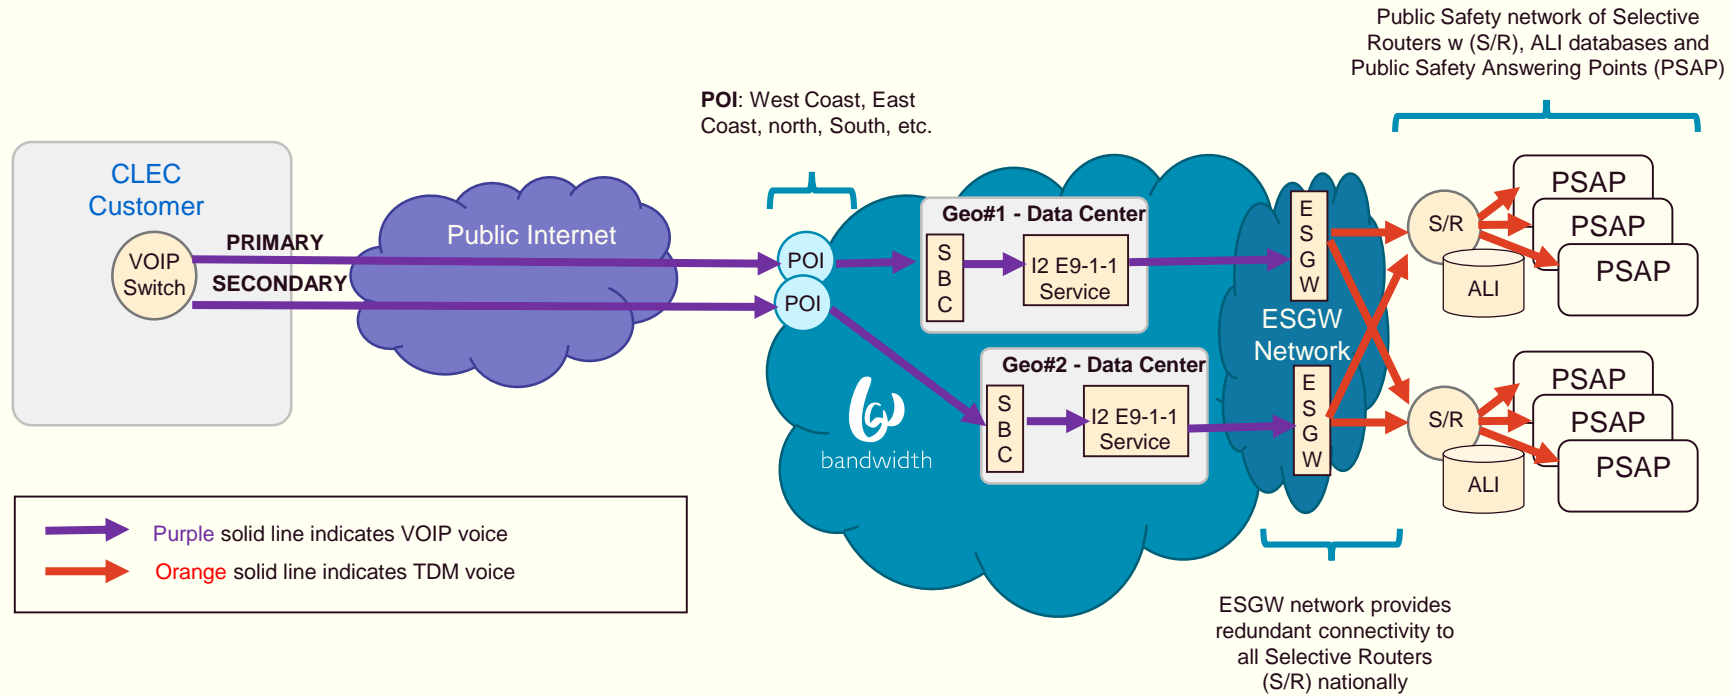 Public Safety network of Selective
Routers w (S/R), ALI databases and
Public Safety Answering Points (PSAP)
POI: West Coast, East
Coast, north, South, etc.
CLEC
Customer
VOIP
Switch
PRIMARY
SECONDARY
Public Internet
POI
POI
Geo#1 - Data Center
S
B
C
I2 E9-1-1
Service
Geo#2 - Data Center
S
B
C
I2 E9-1-1
Service
bandwidth
E
S
G
W
ESGW
Network
E
S
G
W
S/R
ALI
PSAP
PSAP
PSAP
S/R
ALI
PSAP
PSAP
PSAP
Purple solid line indicates VOIP voice
Orange solid line indicates TDM voice
ESGW network provides
redundant connectivity to
all Selective Routers
(S/R) nationally